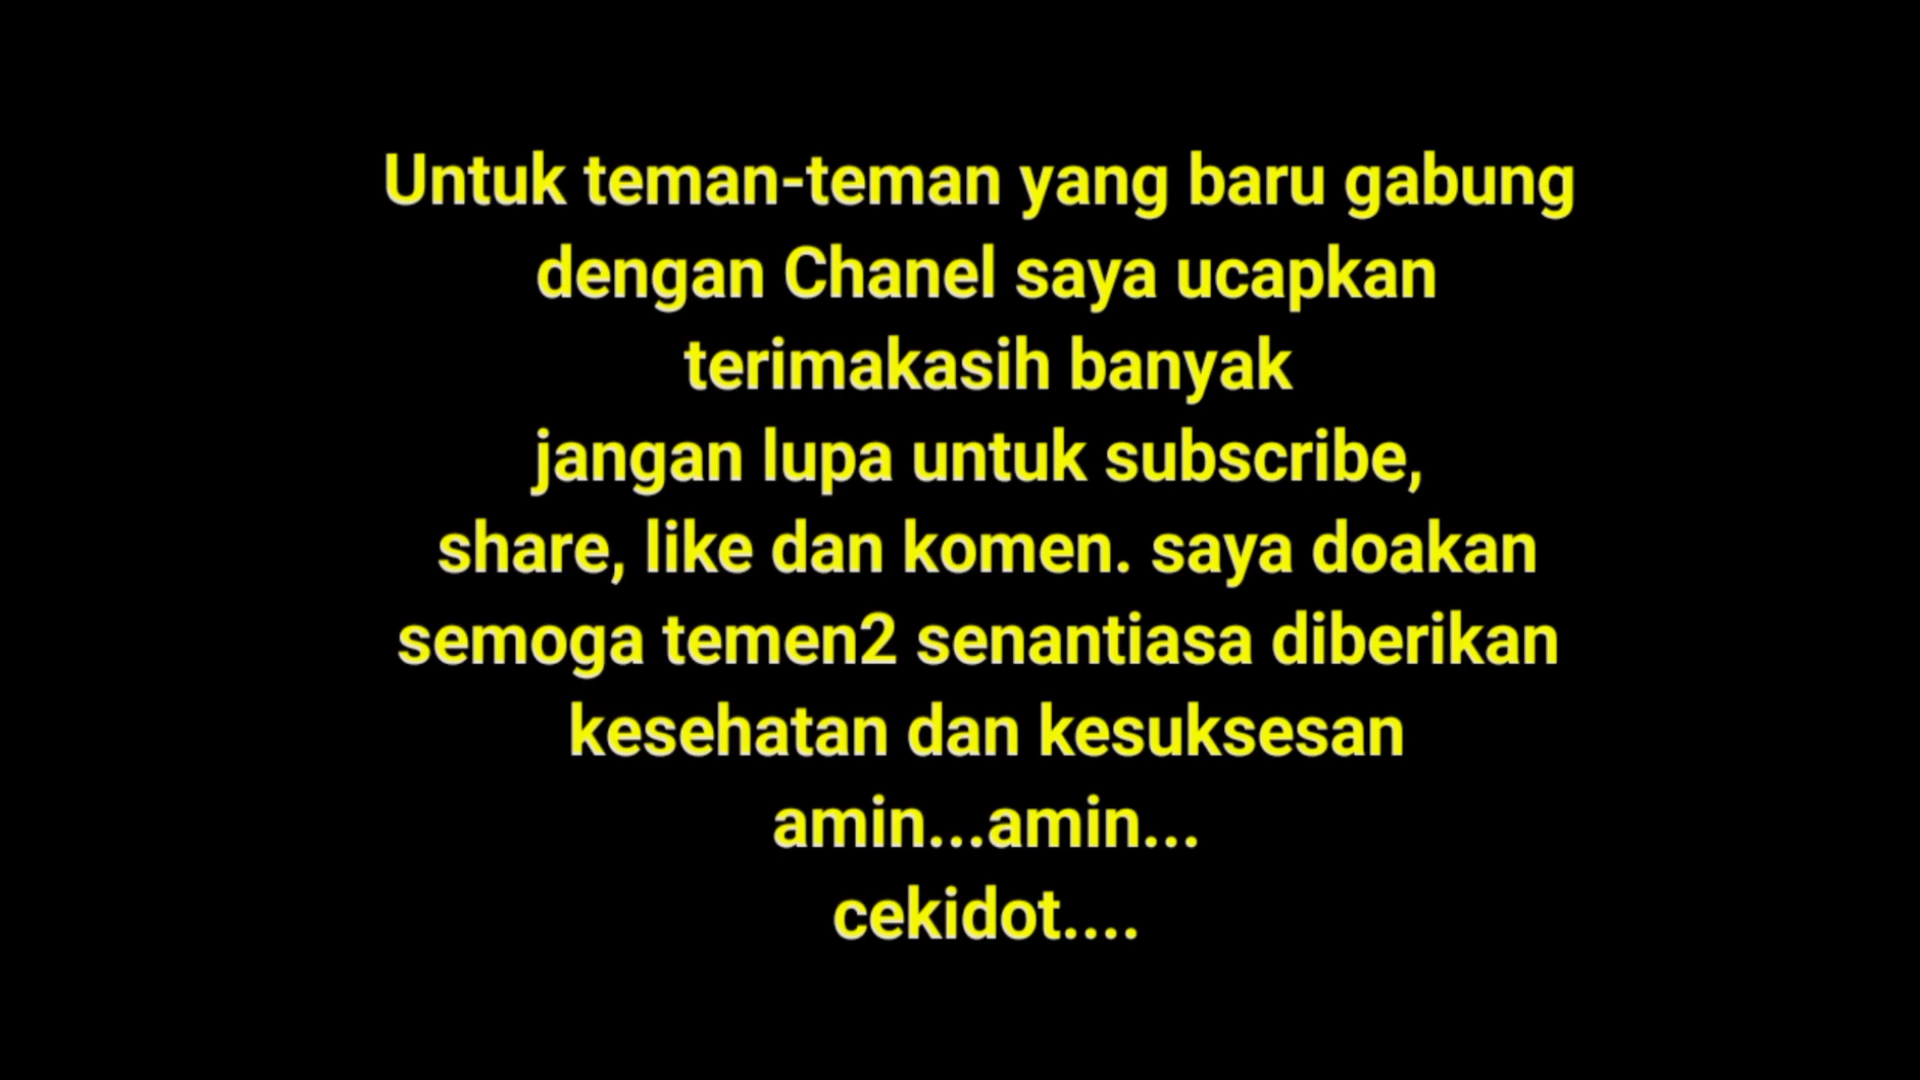 Untuk teman-teman yang baru gabung
dengan Chanel saya ucapkan
terimakasih banyak
jangan lupa untuk subscribe,
share, like dan komen. saya doakan
semoga temen2 senantiasa diberikan
kesehatan dan kesuksesan
amin...amin...
cekidot....